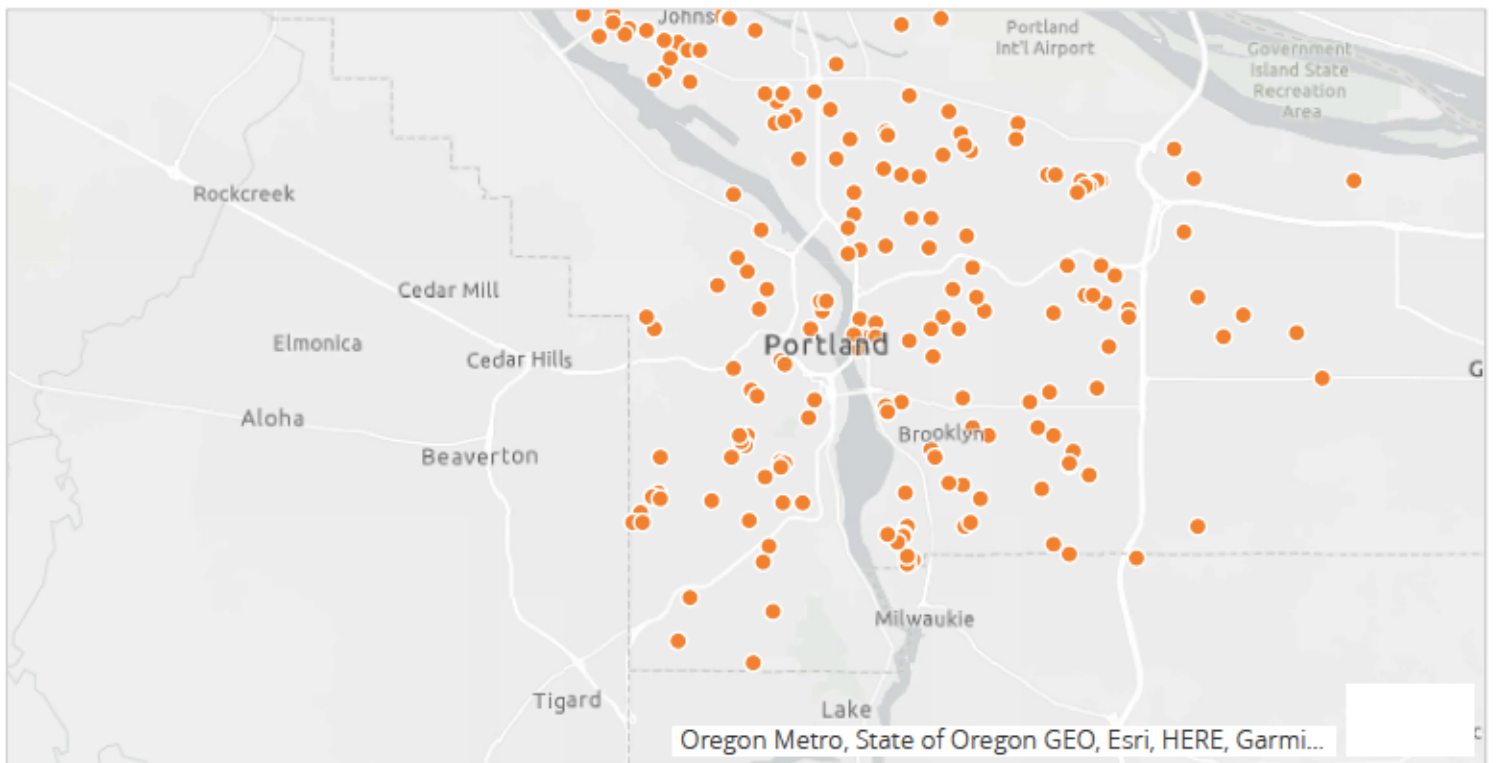 Johns
Portland
Int'l Airport
Government
Island State
Recreation
Area
Rockcreek
Cedar Mill
Elmonica
Cedar Hills
Portland
G
Aloha
Beaverton
Brooklyn
Milwaukie
Tigard
Lake
Oregon Metro, State of Oregon GEO, Esri, HERE, Garmi...
c